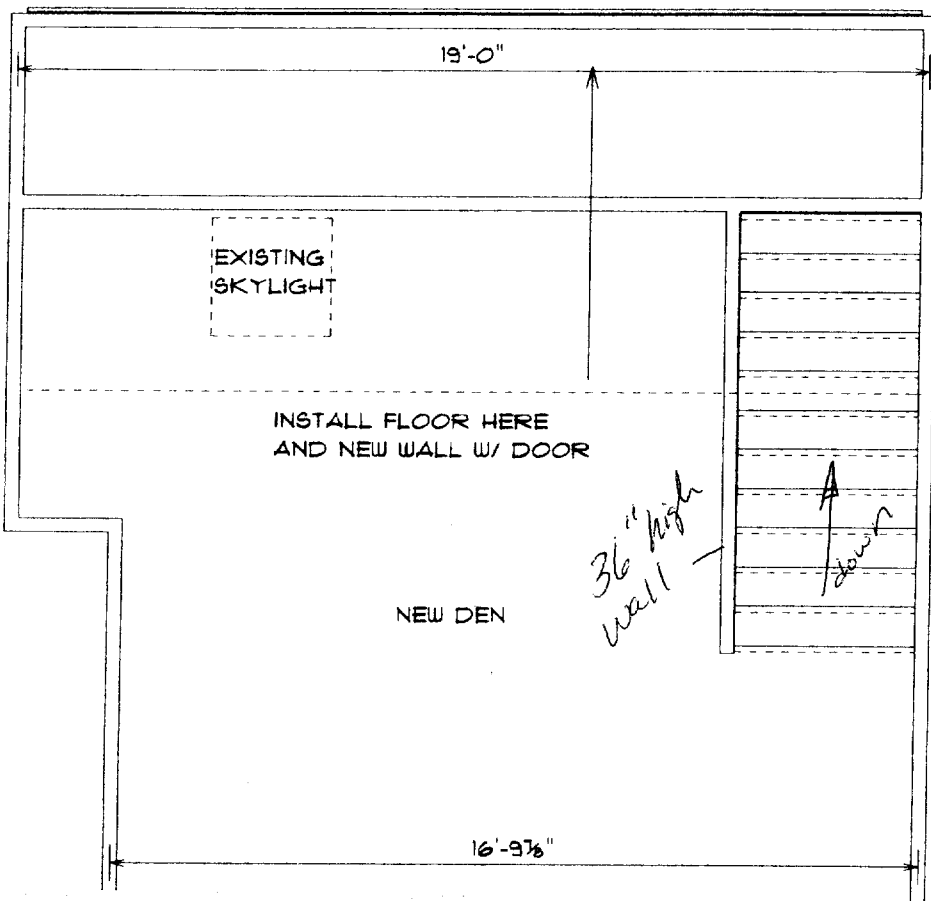 19'-0"
EXISTING
SKYLIGHT
INSTALL FLOOR HERE
AND NEW WALL W/ DOOR
36" high
wall
down
NEW DEN
16'-9⅞"